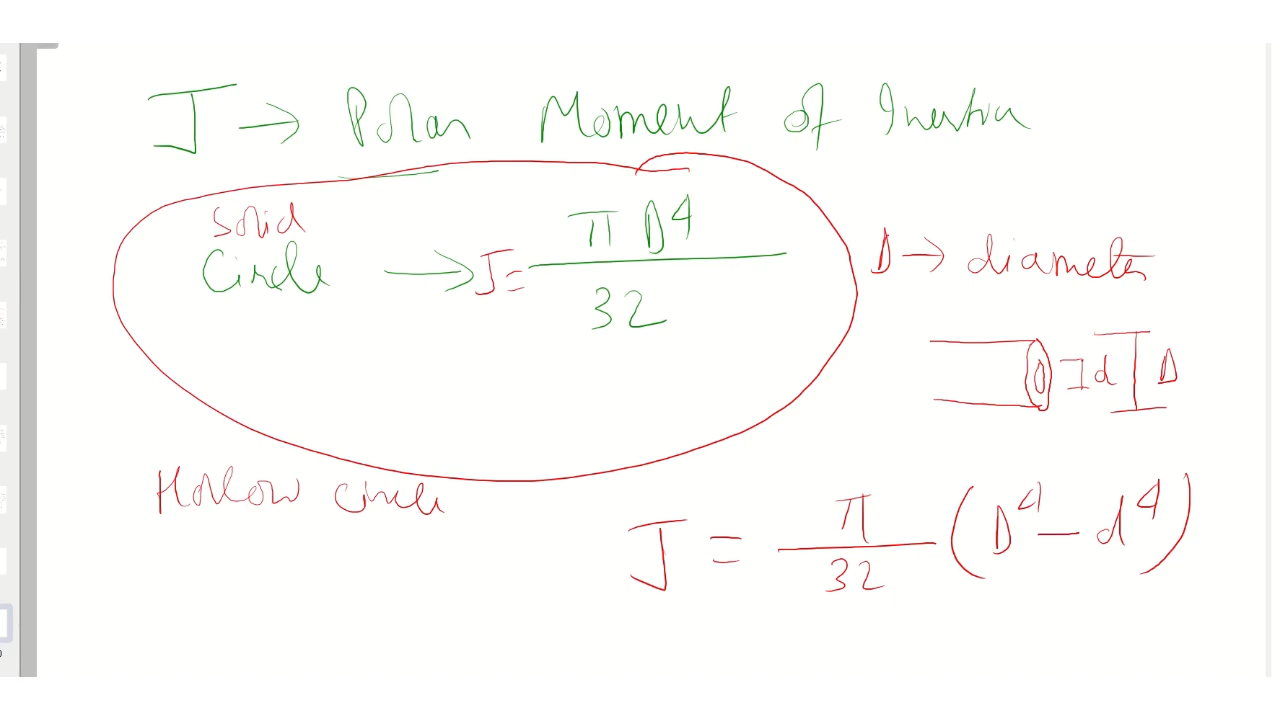 J → Polar Moment of Inertia
Solid
Circle → J = πD⁴/32
D → diameter
d D
Hollow circle
J = π/32 (D⁴ - d⁴)